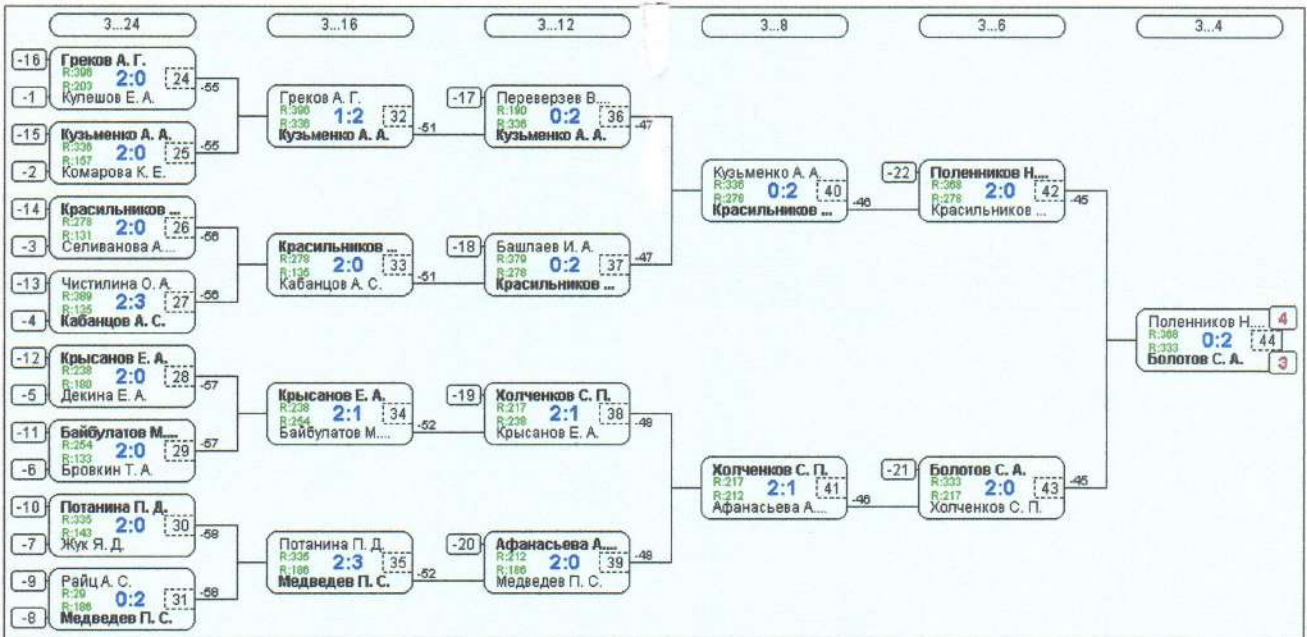 3...24
3...16
3...12
3...8
3...6
3...4
-16
Греков А. Г.
R:396
R:203
2:0
24
-1
Кулешов Е. А.
-55
-15
Кузьменко А. А.
R:336
R:157
2:0
25
-2
Комарова К. Е.
-55
-14
Красильников ...
R:278
R:131
2:0
26
-3
Селиванова А....
-56
-13
Чистилина О. А.
R:389
R:135
2:3
27
-4
Кабанцов А. С.
-56
-12
Крысанов Е. А.
R:238
R:180
2:0
28
-5
Декина Е. А.
-57
-11
Байбулатов М....
R:254
R:133
2:0
29
-6
Бровкин Т. А.
-57
-10
Потанина П. Д.
R:335
R:143
2:0
30
-7
Жук Я. Д.
-58
-9
Райц А. С.
R:29
R:186
0:2
31
-8
Медведев П. С.
-58
Греков А. Г.
R:396
R:336
1:2
32
Кузьменко А. А.
-51
Красильников ...
R:278
R:135
2:0
33
Кабанцов А. С.
-51
Крысанов Е. А.
R:238
R:254
2:1
34
Байбулатов М....
-52
Потанина П. Д.
R:335
R:186
2:3
35
Медведев П. С.
-52
-17
Переверзев В....
R:190
R:336
0:2
36
Кузьменко А. А.
-47
-18
Башлаев И. А.
R:379
R:278
0:2
37
Красильников ...
-47
-19
Холченков С. П.
R:217
R:238
2:1
38
Крысанов Е. А.
-48
-20
Афанасьева А....
R:212
R:186
2:0
39
Медведев П. С.
-48
Кузьменко А. А.
R:336
R:278
0:2
40
Красильников ...
-46
Холченков С. П.
R:217
R:212
2:1
41
Афанасьева А....
-46
-22
Поленников Н....
R:368
R:278
2:0
42
Красильников ...
-45
-21
Болотов С. А.
R:333
R:217
2:0
43
Холченков С. П.
-45
Поленников Н....
4
R:368
R:333
0:2
44
Болотов С. А.
3